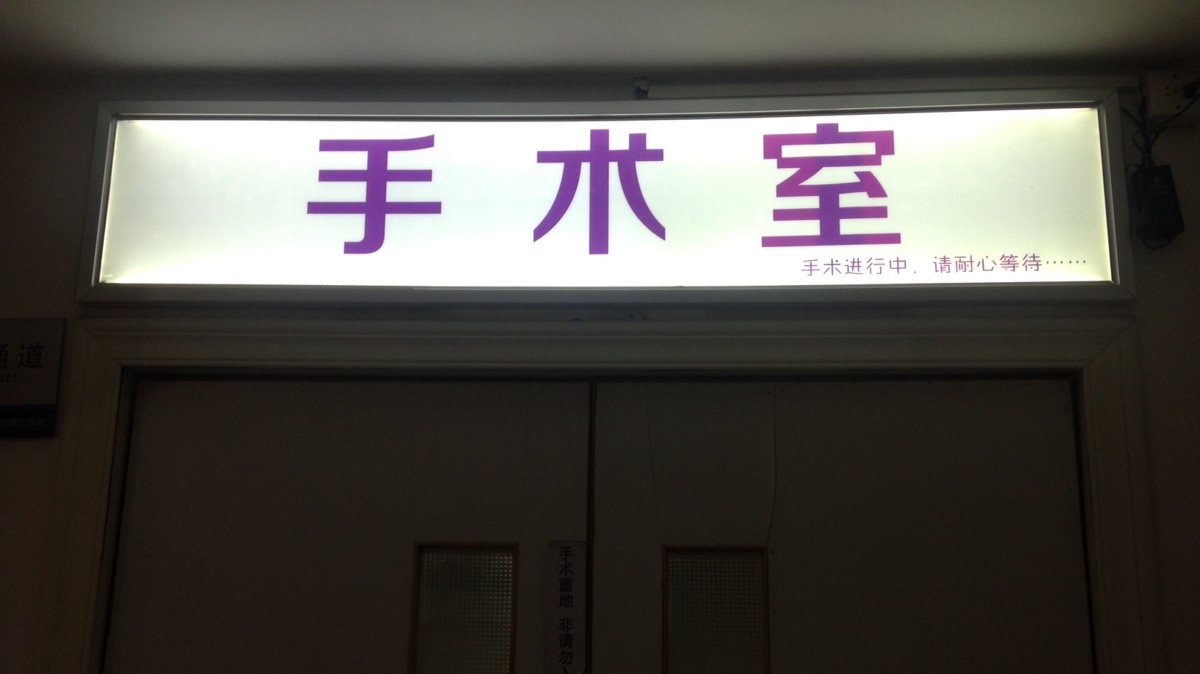 手术室
手术进行中，请耐心等待……
通道
手术重地 非请勿